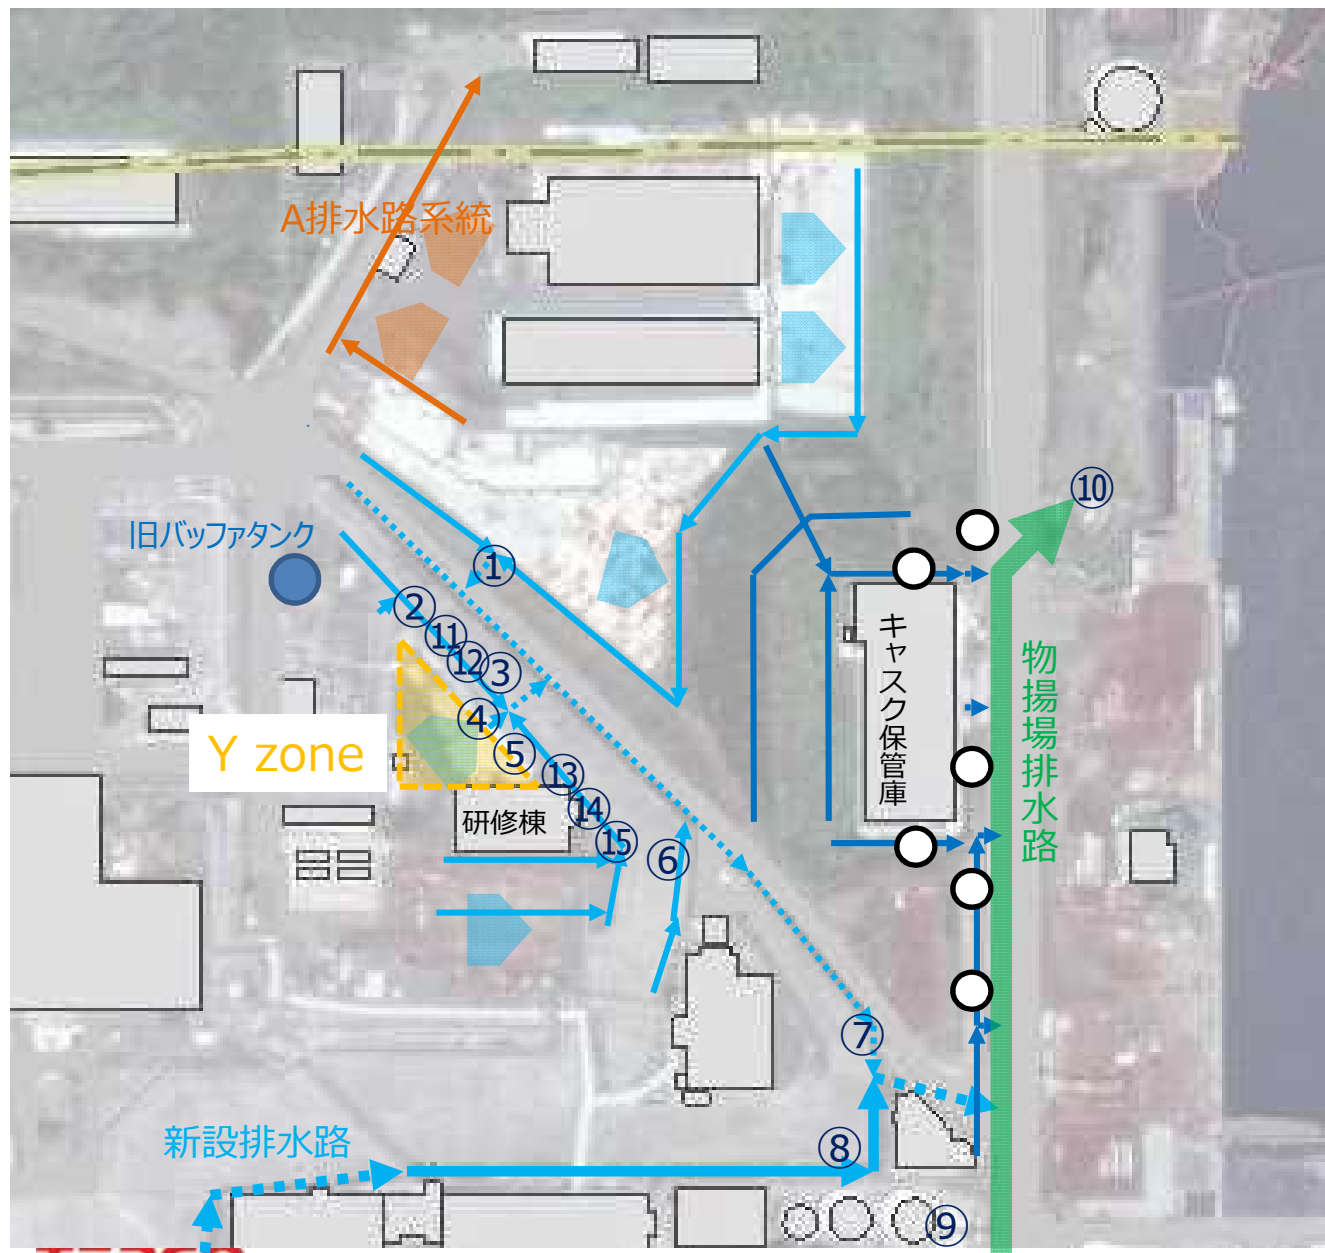 A排水路系統
⑩
旧バッファタンク
①
②
⑪
⑫
③
④
⑤
Y zone
⑬
⑭
⑮
研修棟
⑥
キャスク保管庫
物揚場排水路
⑦
新設排水路
⑧
⑨